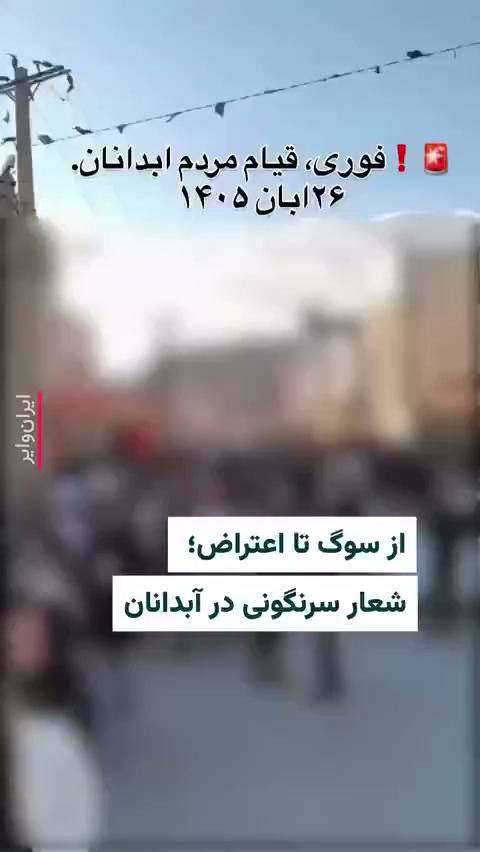 🚨❗فوری، قیام مردم ابدانان.
۲۶ابان ۱۴۰۵
ایران‌وایر
از سوگ تا اعتراض؛
شعار سرنگونی در آبدانان